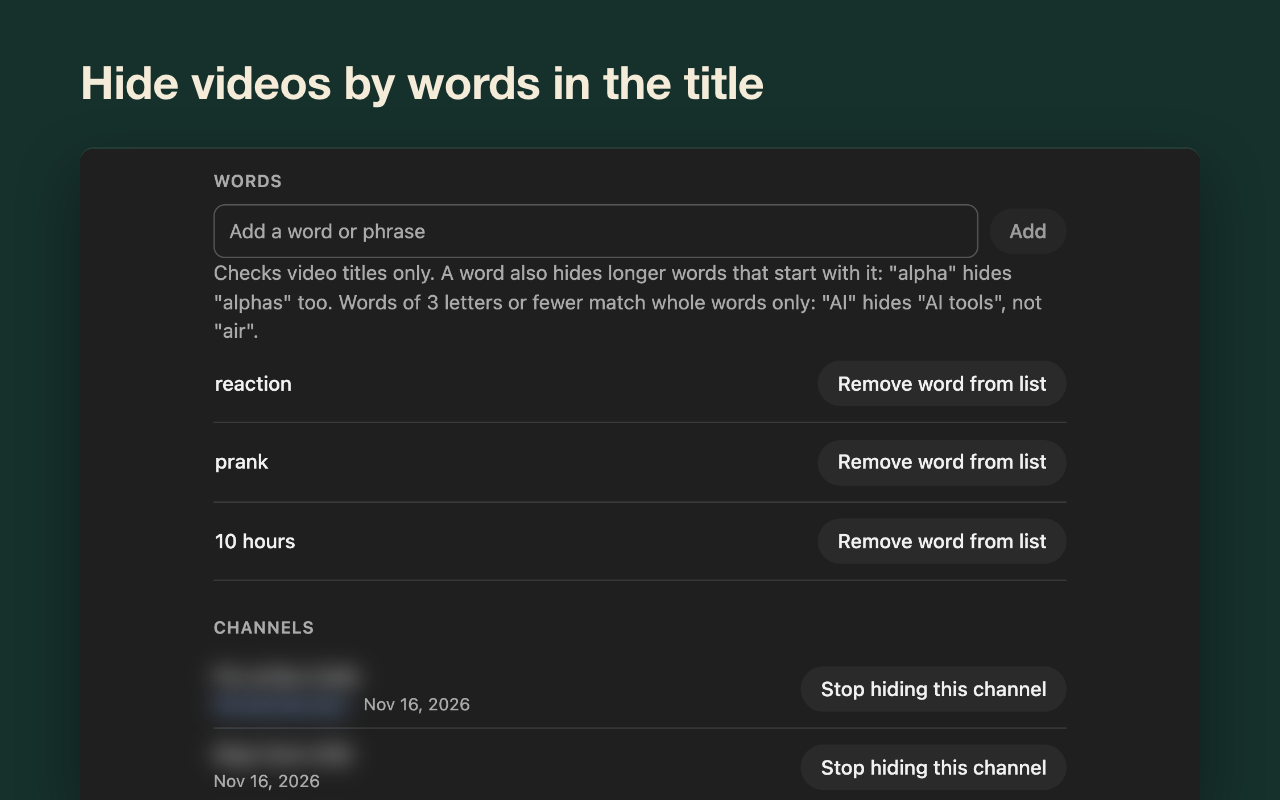 Hide videos by words in the title
WORDS
Add a word or phrase
Add
Checks video titles only. A word also hides longer words that start with it: "alpha" hides
"alphas" too. Words of 3 letters or fewer match whole words only: "AI" hides "AI tools", not
"air".
reaction
Remove word from list
prank
Remove word from list
10 hours
Remove word from list
CHANNELS
Nov 16, 2026
Stop hiding this channel
Nov 16, 2026
Stop hiding this channel